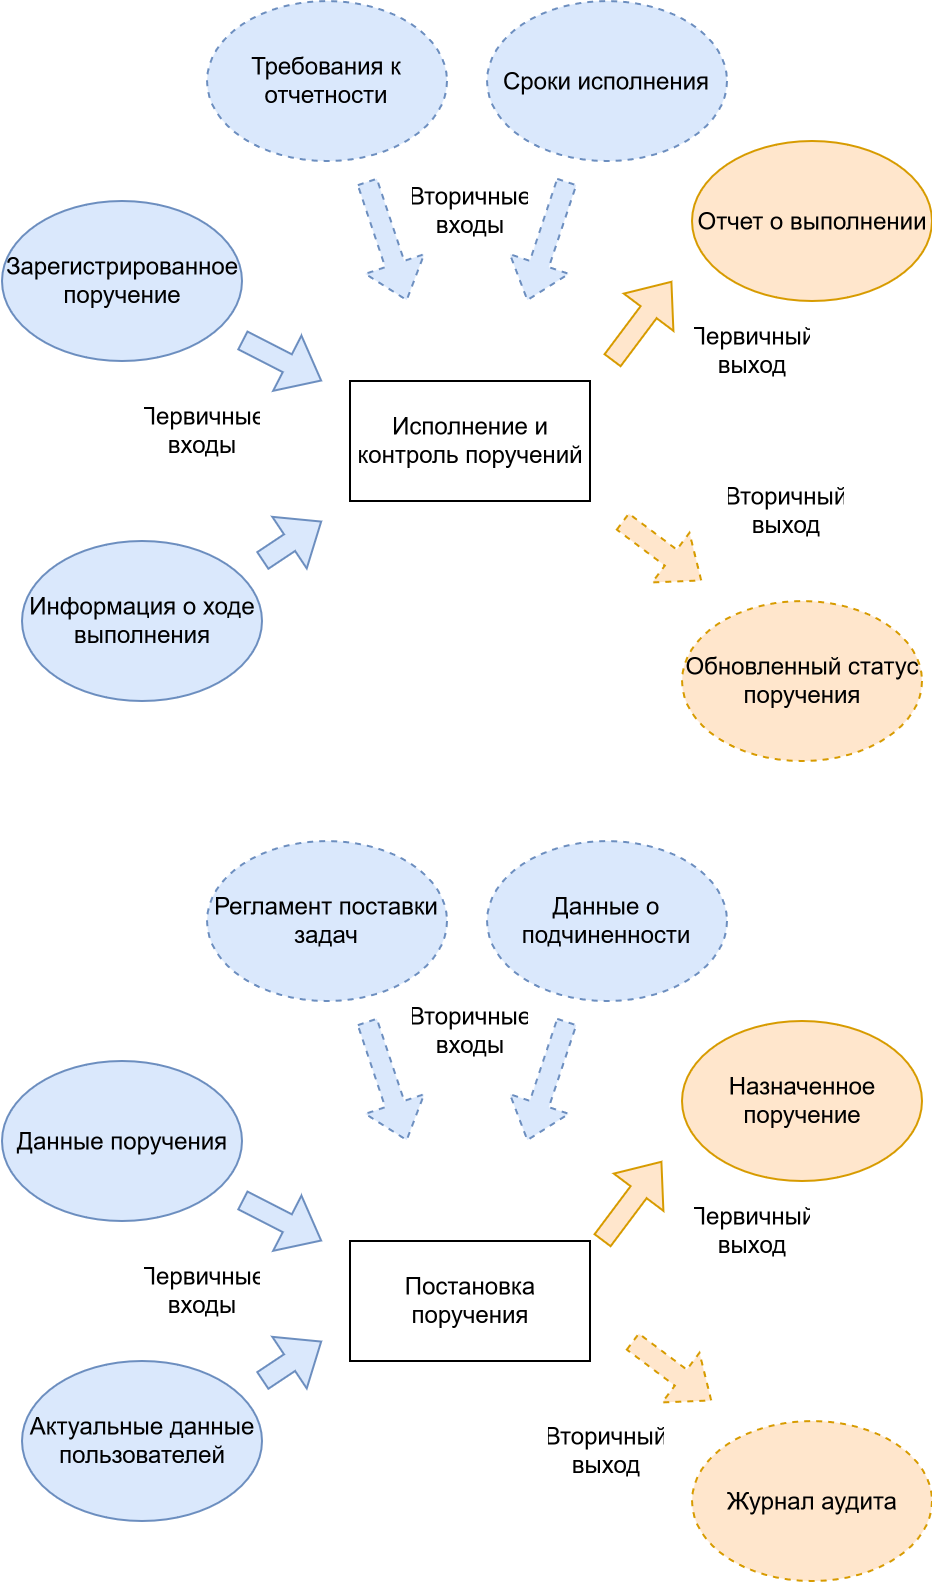 Требования к
отчетности
Сроки исполнения
Вторичные
входы
Отчет о выполнении
Зарегистрированное
поручение
Первичный
выход
Первичные
входы
Исполнение и
контроль поручений
Вторичный
выход
Информация о ходе
выполнения
Обновленный статус
поручения
Регламент поставки
задач
Данные о
подчиненности
Вторичные
входы
Назначенное
поручение
Данные поручения
Первичный
выход
Первичные
входы
Постановка
поручения
Актуальные данные
пользователей
Вторичный
выход
Журнал аудита